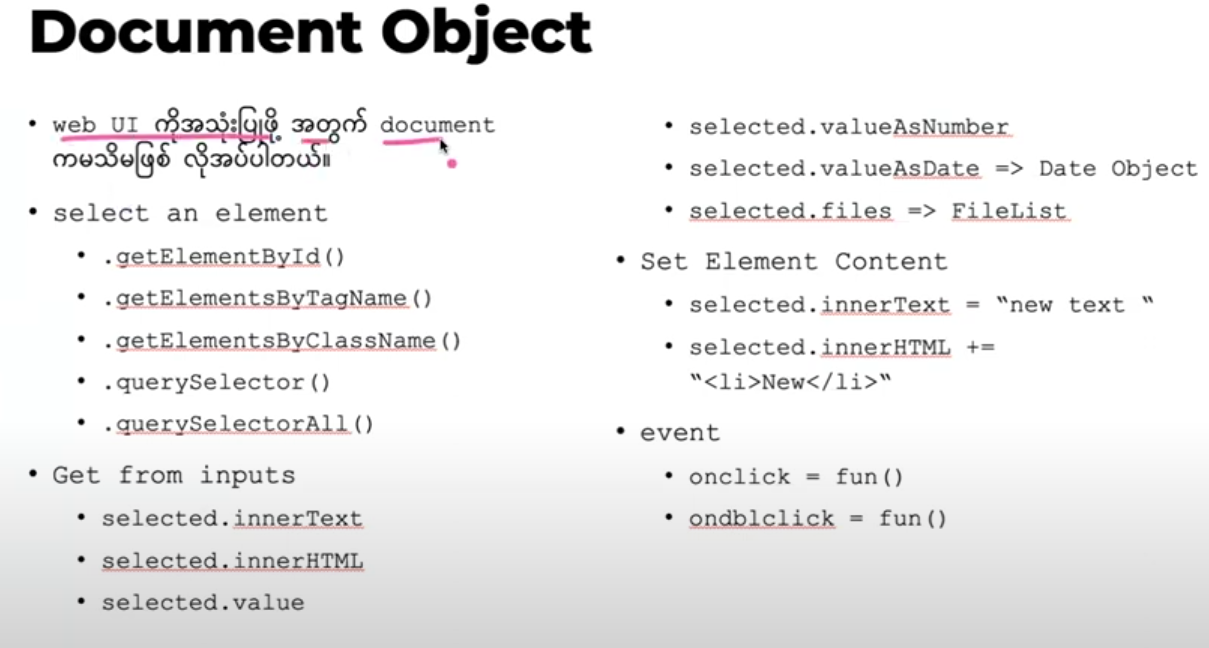 Document Object
• web UI ကိုအသုံးပြုဖို့ အတွက် document
ကမသိမဖြစ် လိုအပ်ပါတယ်။
• select an element
• .getElementById()
• .getElementsByTagName()
• .getElementsByClassName()
• .querySelector()
• .querySelectorAll()
• Get from inputs
• selected.innerText
• selected.innerHTML
• selected.value
• selected.valueAsNumber
• selected.valueAsDate => Date Object
• selected.files => FileList
• Set Element Content
• selected.innerText = “new text “
• selected.innerHTML +=
“<li>New</li>“
• event
• onclick = fun()
• ondblclick = fun()